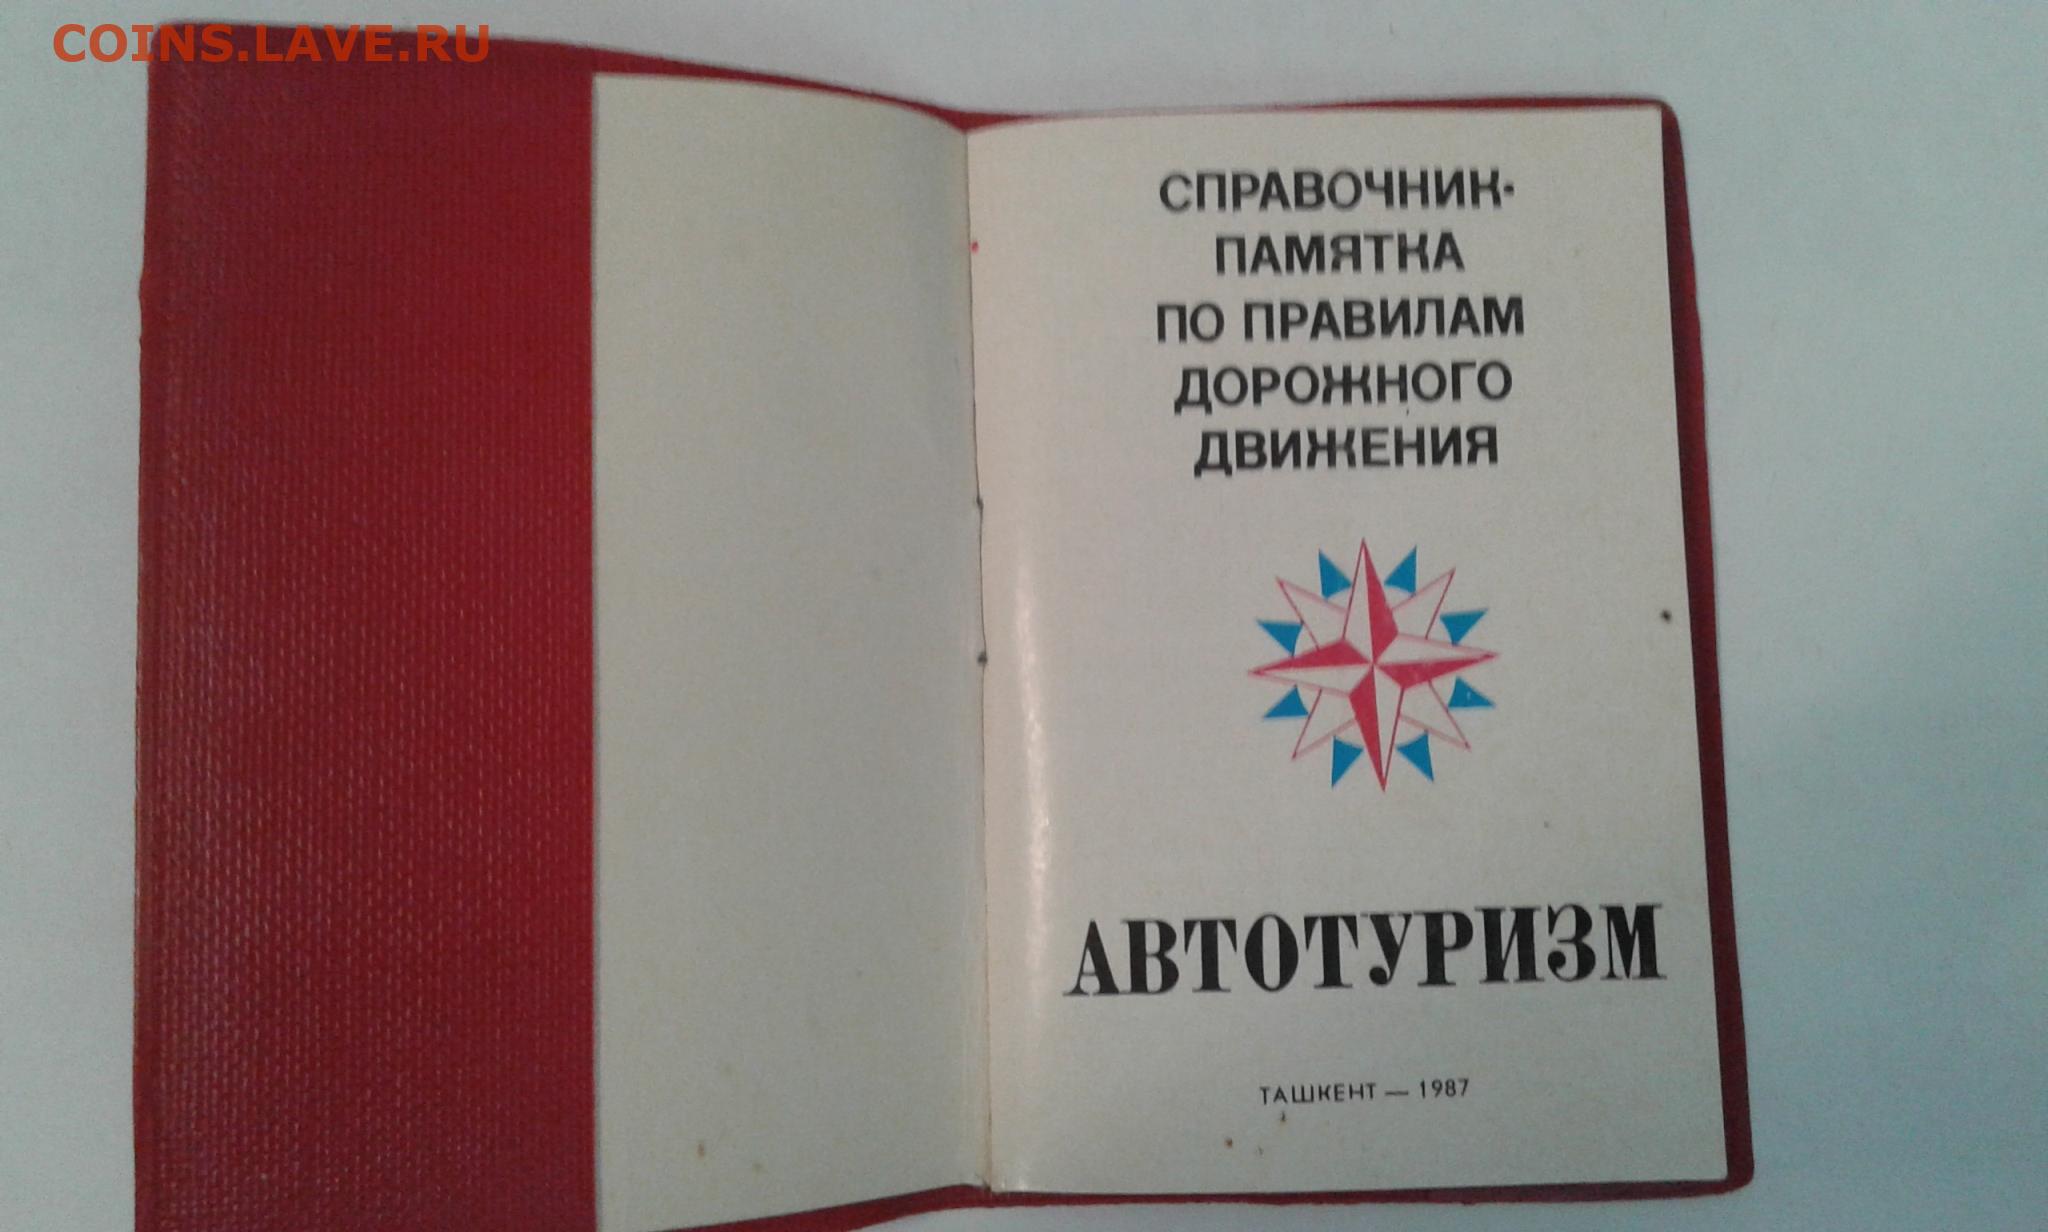 COINS.LAVE.RU
СПРАВОЧНИК-
ПАМЯТКА
ПО ПРАВИЛАМ
ДОРОЖНОГО
ДВИЖЕНИЯ
АВТОТУРИЗМ
ТАШКЕНТ — 1987